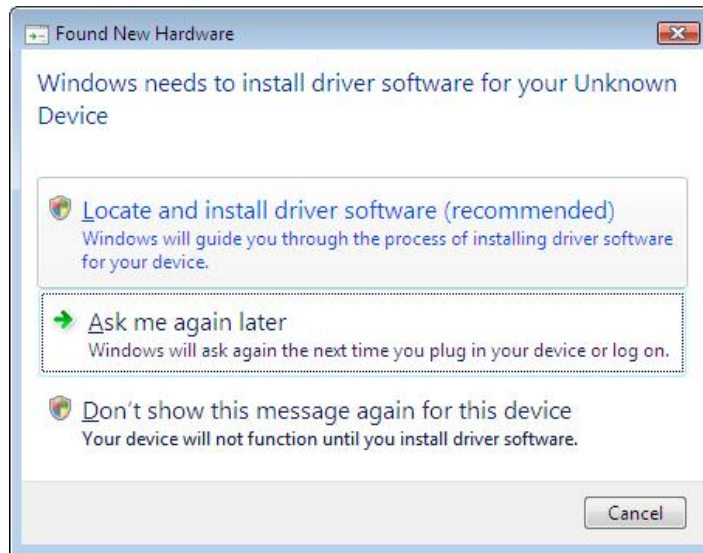 Found New Hardware
Windows needs to install driver software for your Unknown
Device
Locate and install driver software (recommended)
Windows will guide you through the process of installing driver software
for your device.
Ask me again later
Windows will ask again the next time you plug in your device or log on.
Don't show this message again for this device
Your device will not function until you install driver software.
Cancel